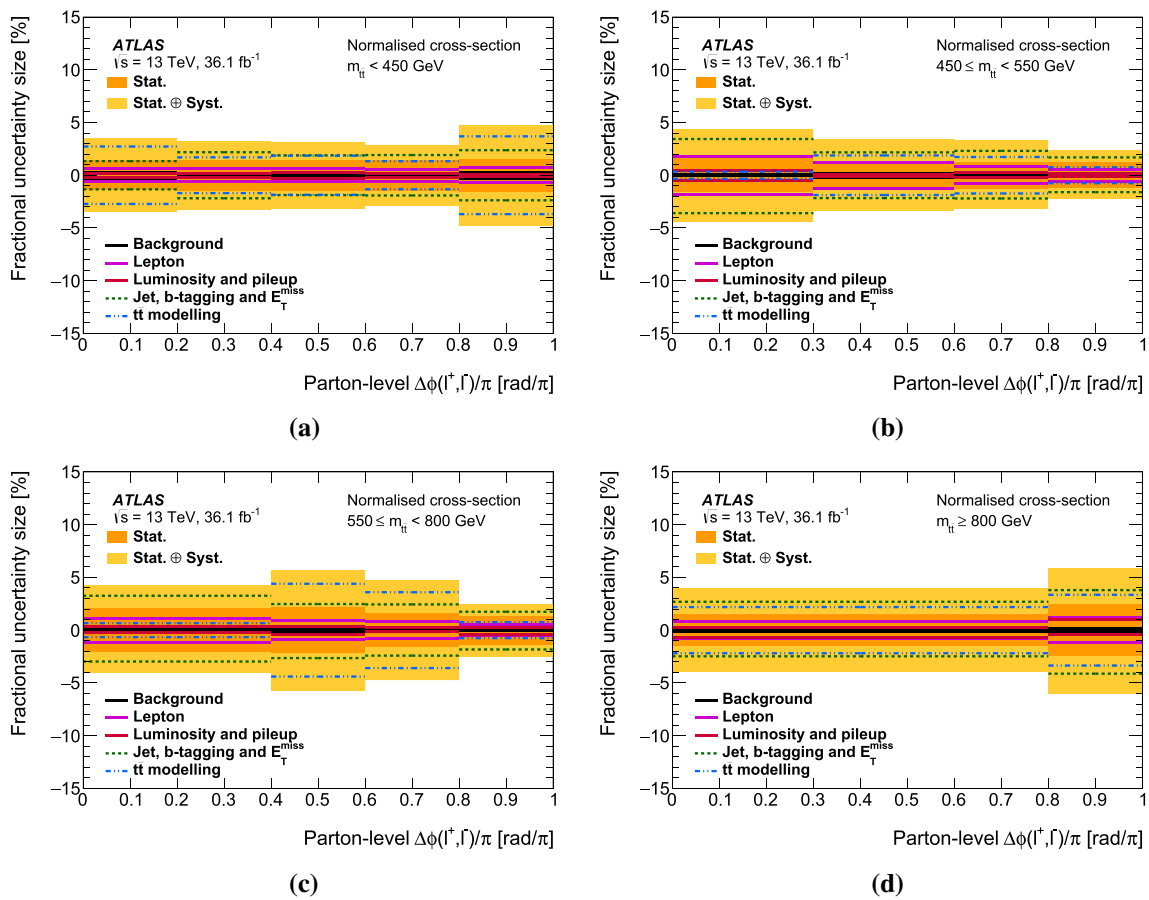 Fractional uncertainty size [%]
15
10
5
0
−5
−10
−15
ATLAS
√s = 13 TeV, 36.1 fb⁻¹
Stat.
Stat. ⊕ Syst.
Normalised cross-section
m_tt̄ < 450 GeV
Background
Lepton
Luminosity and pileup
Jet, b-tagging and E_T^miss
tt̄ modelling
0 0.1 0.2 0.3 0.4 0.5 0.6 0.7 0.8 0.9 1
Parton-level Δϕ(l⁺,l⁻)/π [rad/π]
(a)
Fractional uncertainty size [%]
15
10
5
0
−5
−10
−15
ATLAS
√s = 13 TeV, 36.1 fb⁻¹
Stat.
Stat. ⊕ Syst.
Normalised cross-section
450 ≤ m_tt̄ < 550 GeV
Background
Lepton
Luminosity and pileup
Jet, b-tagging and E_T^miss
tt̄ modelling
0 0.1 0.2 0.3 0.4 0.5 0.6 0.7 0.8 0.9 1
Parton-level Δϕ(l⁺,l⁻)/π [rad/π]
(b)
Fractional uncertainty size [%]
15
10
5
0
−5
−10
−15
ATLAS
√s = 13 TeV, 36.1 fb⁻¹
Stat.
Stat. ⊕ Syst.
Normalised cross-section
550 ≤ m_tt̄ < 800 GeV
Background
Lepton
Luminosity and pileup
Jet, b-tagging and E_T^miss
tt̄ modelling
0 0.1 0.2 0.3 0.4 0.5 0.6 0.7 0.8 0.9 1
Parton-level Δϕ(l⁺,l⁻)/π [rad/π]
(c)
Fractional uncertainty size [%]
15
10
5
0
−5
−10
−15
ATLAS
√s = 13 TeV, 36.1 fb⁻¹
Stat.
Stat. ⊕ Syst.
Normalised cross-section
m_tt̄ ≥ 800 GeV
Background
Lepton
Luminosity and pileup
Jet, b-tagging and E_T^miss
tt̄ modelling
0 0.1 0.2 0.3 0.4 0.5 0.6 0.7 0.8 0.9 1
Parton-level Δϕ(l⁺,l⁻)/π [rad/π]
(d)